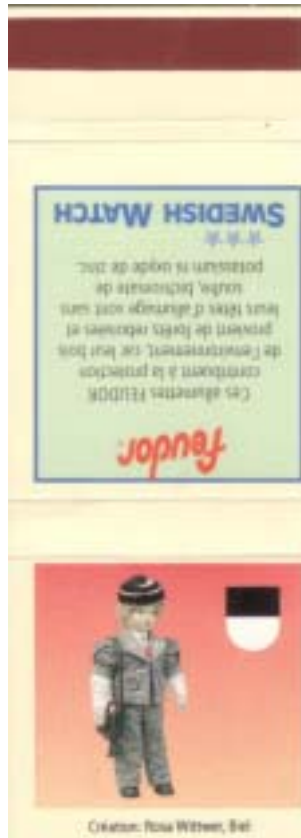 feudor.
Ces allumettes FEUDOR
contribuent à la protection
de l'environnement, car leur bois
provient de forêts reboisées et
leurs têtes d'allumage sont sans
soufre, bichromate de
potassium ni oxyde de zinc.
SWEDISH MATCH
Création: Rosa Wittwer, Biel